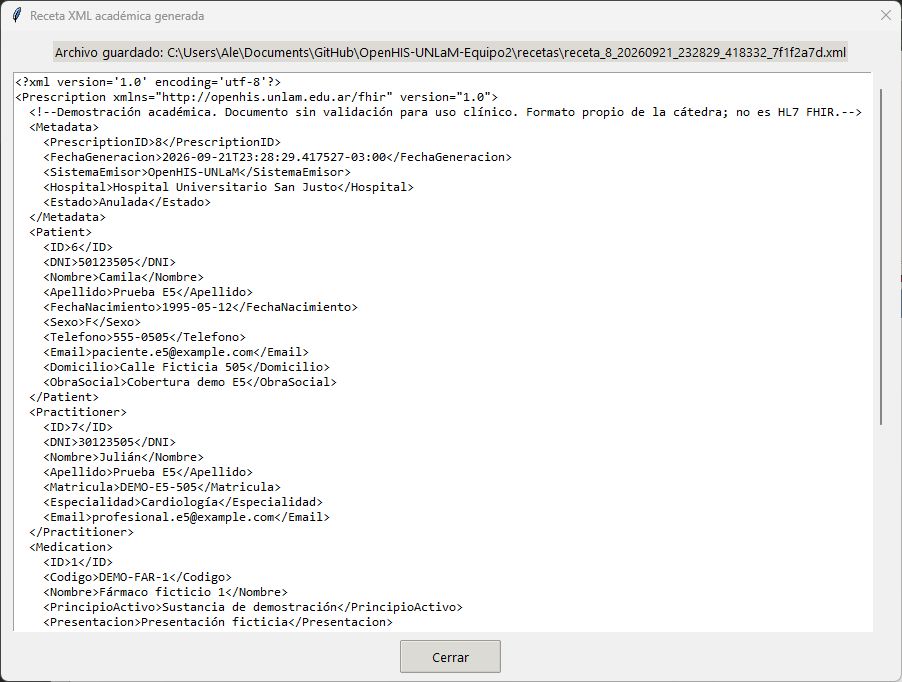 Receta XML académica generada
Archivo guardado: C:\Users\Ale\Documents\GitHub\OpenHIS-UNLaM-Equipo2\recetas\receta_8_20260921_232829_418332_7f1f2a7d.xml
<?xml version='1.0' encoding='utf-8'?>
<Prescription xmlns="http://openhis.unlam.edu.ar/fhir" version="1.0">
  <!--Demostración académica. Documento sin validación para uso clínico. Formato propio de la cátedra; no es HL7 FHIR.-->
  <Metadata>
    <PrescriptionID>8</PrescriptionID>
    <FechaGeneracion>2026-09-21T23:28:29.417527-03:00</FechaGeneracion>
    <SistemaEmisor>OpenHIS-UNLaM</SistemaEmisor>
    <Hospital>Hospital Universitario San Justo</Hospital>
    <Estado>Anulada</Estado>
  </Metadata>
  <Patient>
    <ID>6</ID>
    <DNI>50123505</DNI>
    <Nombre>Camila</Nombre>
    <Apellido>Prueba E5</Apellido>
    <FechaNacimiento>1995-05-12</FechaNacimiento>
    <Sexo>F</Sexo>
    <Telefono>555-0505</Telefono>
    <Email>paciente.e5@example.com</Email>
    <Domicilio>Calle Ficticia 505</Domicilio>
    <ObraSocial>Cobertura demo E5</ObraSocial>
  </Patient>
  <Practitioner>
    <ID>7</ID>
    <DNI>30123505</DNI>
    <Nombre>Julián</Nombre>
    <Apellido>Prueba E5</Apellido>
    <Matricula>DEMO-E5-505</Matricula>
    <Especialidad>Cardiología</Especialidad>
    <Email>profesional.e5@example.com</Email>
  </Practitioner>
  <Medication>
    <ID>1</ID>
    <Codigo>DEMO-FAR-1</Codigo>
    <Nombre>Fármaco ficticio 1</Nombre>
    <PrincipioActivo>Sustancia de demostración</PrincipioActivo>
    <Presentacion>Presentación ficticia</Presentacion>
Cerrar